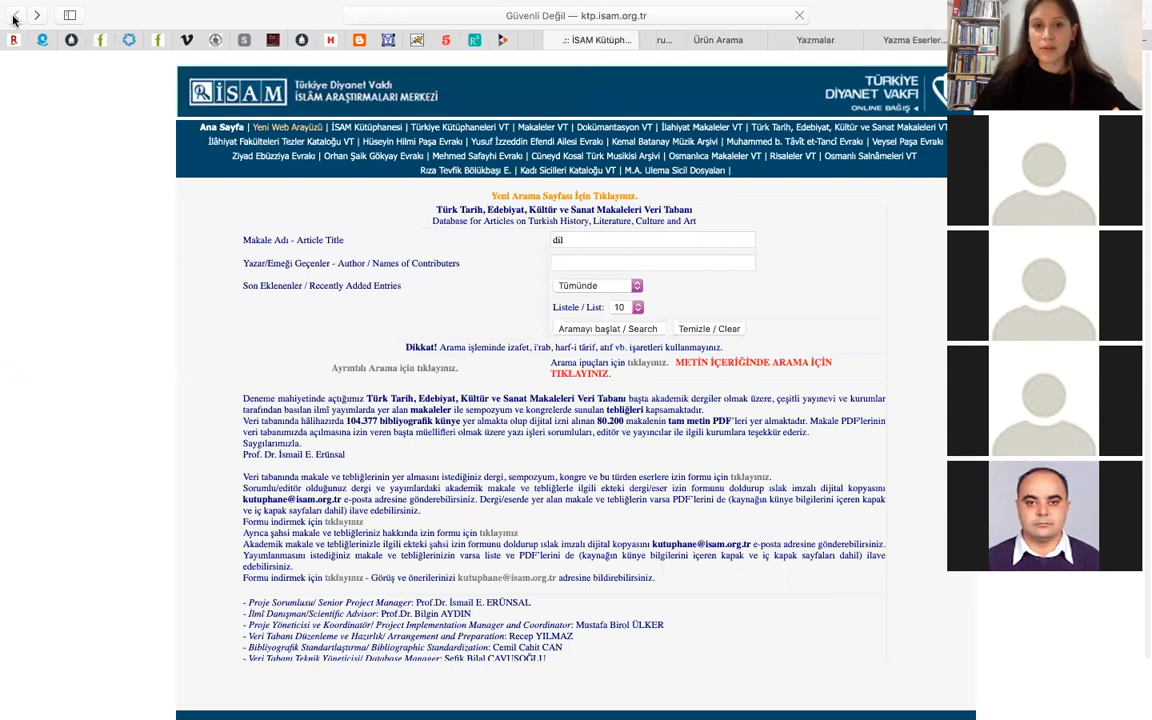 Güvenli Değil — ktp.isam.org.tr
.:: İSAM Kütüph...
ru...
Ürün Arama
Yazmalar
Yazma Eserler...
İSAM
Türkiye Diyanet Vakfı
İSLÂM ARAŞTIRMALARI MERKEZİ
TÜRKİYE
DİYANET VAKFI
ONLINE BAĞIŞ
Ana Sayfa | Yeni Web Arayüzü | İSAM Kütüphanesi | Türkiye Kütüphaneleri VT | Makaleler VT | Dokümantasyon VT | İlahiyat Makaleler VT | Türk Tarih, Edebiyat, Kültür ve Sanat Makaleleri VT
İlâhiyat Fakülteleri Tezler Kataloğu VT | Hüseyin Hilmi Paşa Evrakı | Yusuf İzzeddin Efendi Ailesi Evrakı | Kemal Batanay Müzik Arşivi | Muhammed b. Tâvît et-Tancî Evrakı | Veysel Paşa Evrakı
Ziyad Ebüzziya Evrakı | Orhan Şaik Gökyay Evrakı | Mehmed Safayhi Evrakı | Cüneyd Kosal Türk Musikisi Arşivi | Osmanlıca Makaleler VT | Risaleler VT | Osmanlı Salnâmeleri VT
Rıza Tevfik Bölükbaşı E. | Kadı Sicilleri Kataloğu VT | M.A. Ulema Sicil Dosyaları |
Yeni Arama Sayfası İçin Tıklayınız.
Türk Tarih, Edebiyat, Kültür ve Sanat Makaleleri Veri Tabanı
Database for Articles on Turkish History, Literature, Culture and Art
Makale Adı - Article Title
dil
Yazar/Emeği Geçenler - Author / Names of Contributers
Son Eklenenler / Recently Added Entries
Tümünde
Listele / List: 10
Aramayı başlat / Search
Temizle / Clear
Dikkat! Arama işleminde izafet, i'rab, harf-i târif, atıf vb. işaretleri kullanmayınız.
Ayrıntılı Arama için tıklayınız.
Arama ipuçları için tıklayınız. METİN İÇERİĞİNDE ARAMA İÇİN
TIKLAYINIZ.
Deneme mahiyetinde açtığımız Türk Tarih, Edebiyat, Kültür ve Sanat Makaleleri Veri Tabanı başta akademik dergiler olmak üzere, çeşitli yayınevi ve kurumlar
tarafından basılan ilmî yayımlarda yer alan makaleler ile sempozyum ve kongrelerde sunulan tebliğleri kapsamaktadır.
Veri tabanında hâlihazırda 104.377 bibliyografik künye yer almakta olup dijital izni alınan 80.200 makalenin tam metin PDF'leri yer almaktadır. Makale PDF'lerinin
veri tabanımızda açılmasına izin veren başta müellifleri olmak üzere yazı işleri sorumluları, editör ve yayıncılar ile ilgili kurumlara teşekkür ederiz.
Saygılarımızla.
Prof. Dr. İsmail E. Erünsal
Veri tabanında makale ve tebliğlerinin yer almasını istediğiniz dergi, sempozyum, kongre ve bu türden eserlere izin formu için tıklayınız.
Sorumlu/editör olduğunuz dergi ve yayımlardaki akademik makale ve tebliğlerle ilgili ekteki dergi/eser izin formunu doldurup ıslak imzalı dijital kopyasını
kutuphane@isam.org.tr e-posta adresine gönderebilirsiniz. Dergi/eserde yer alan makale ve tebliğlerin varsa PDF'lerini de (kaynağın künye bilgilerini içeren kapak
ve iç kapak sayfaları dahil) ilave edebilirsiniz.
Formu indirmek için tıklayınız
Ayrıca şahsi makale ve tebliğleriniz hakkında izin formu için tıklayınız
Akademik makale ve tebliğlerinizle ilgili ekteki şahsi izin formunu doldurup ıslak imzalı dijital kopyasını kutuphane@isam.org.tr e-posta adresine gönderebilirsiniz.
Yayımlanmasını istediğiniz makale ve tebliğlerinizin varsa liste ve PDF'lerini de (kaynağın künye bilgilerini içeren kapak ve iç kapak sayfaları dahil) ilave
edebilirsiniz.
Formu indirmek için tıklayınız - Görüş ve önerilerinizi kutuphane@isam.org.tr adresine bildirebilirsiniz.
- Proje Sorumlusu/ Senior Project Manager: Prof.Dr. İsmail E. ERÜNSAL
- İlmî Danışman/Scientific Advisor: Prof.Dr. Bilgin AYDIN
- Proje Yöneticisi ve Koordinatör/ Project Implementation Manager and Coordinator: Mustafa Birol ÜLKER
- Veri Tabanı Düzenleme ve Hazırlık/ Arrangement and Preparation: Recep YILMAZ
- Bibliyografik Standartlaştırma/ Bibliographic Standardization: Cemil Cahit CAN
- Veri Tabanı Teknik Yöneticisi/ Database Manager: Sefik Bilal ÇAVUŞOĞLU